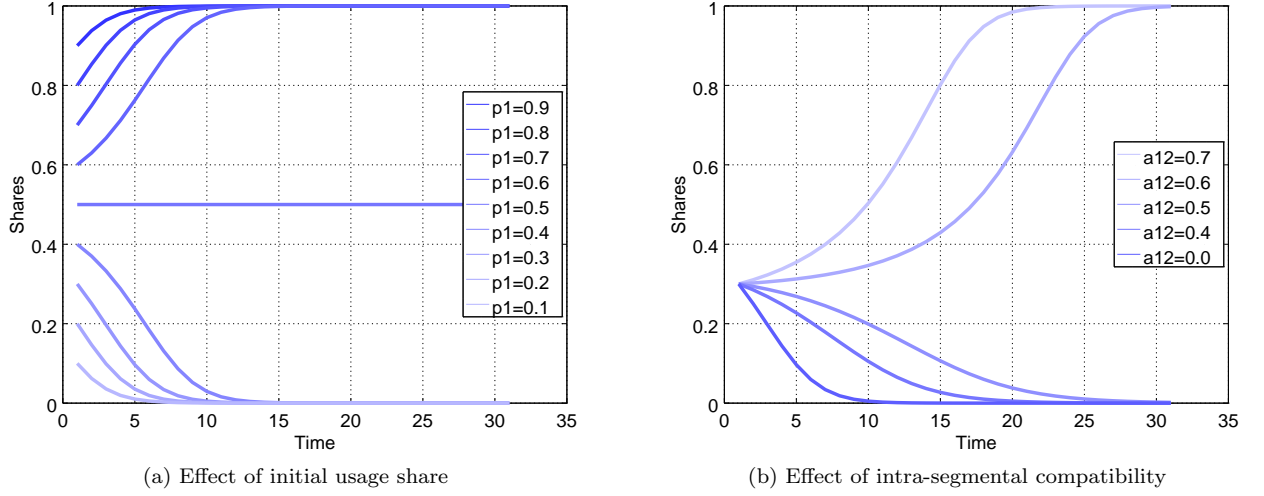 1
0.8
0.6
0.4
0.2
0
Shares
0 5 10 15 20 25 30 35
Time
p1=0.9
p1=0.8
p1=0.7
p1=0.6
p1=0.5
p1=0.4
p1=0.3
p1=0.2
p1=0.1
(a) Effect of initial usage share
1
0.8
0.6
0.4
0.2
0
Shares
0 5 10 15 20 25 30 35
Time
a12=0.7
a12=0.6
a12=0.5
a12=0.4
a12=0.0
(b) Effect of intra-segmental compatibility